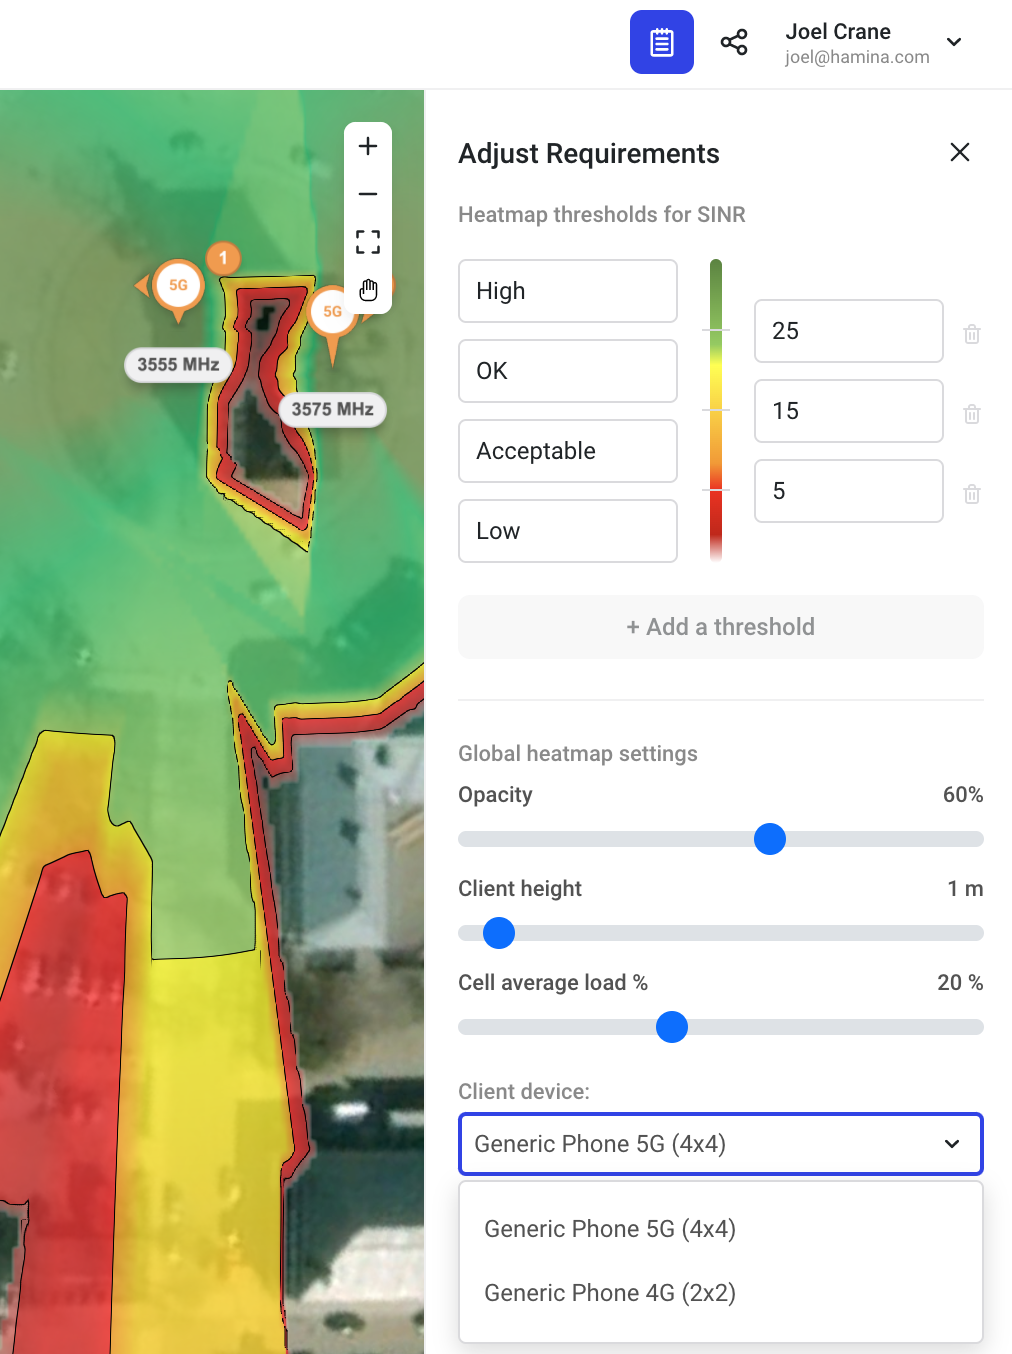 Joel Crane
joel@hamina.com
1
5G
5G
3555 MHz
3575 MHz
Adjust Requirements
Heatmap thresholds for SINR
High
25
OK
15
Acceptable
5
Low
+ Add a threshold
Global heatmap settings
Opacity 60%
Client height 1 m
Cell average load % 20 %
Client device:
Generic Phone 5G (4x4)
Generic Phone 5G (4x4)
Generic Phone 4G (2x2)